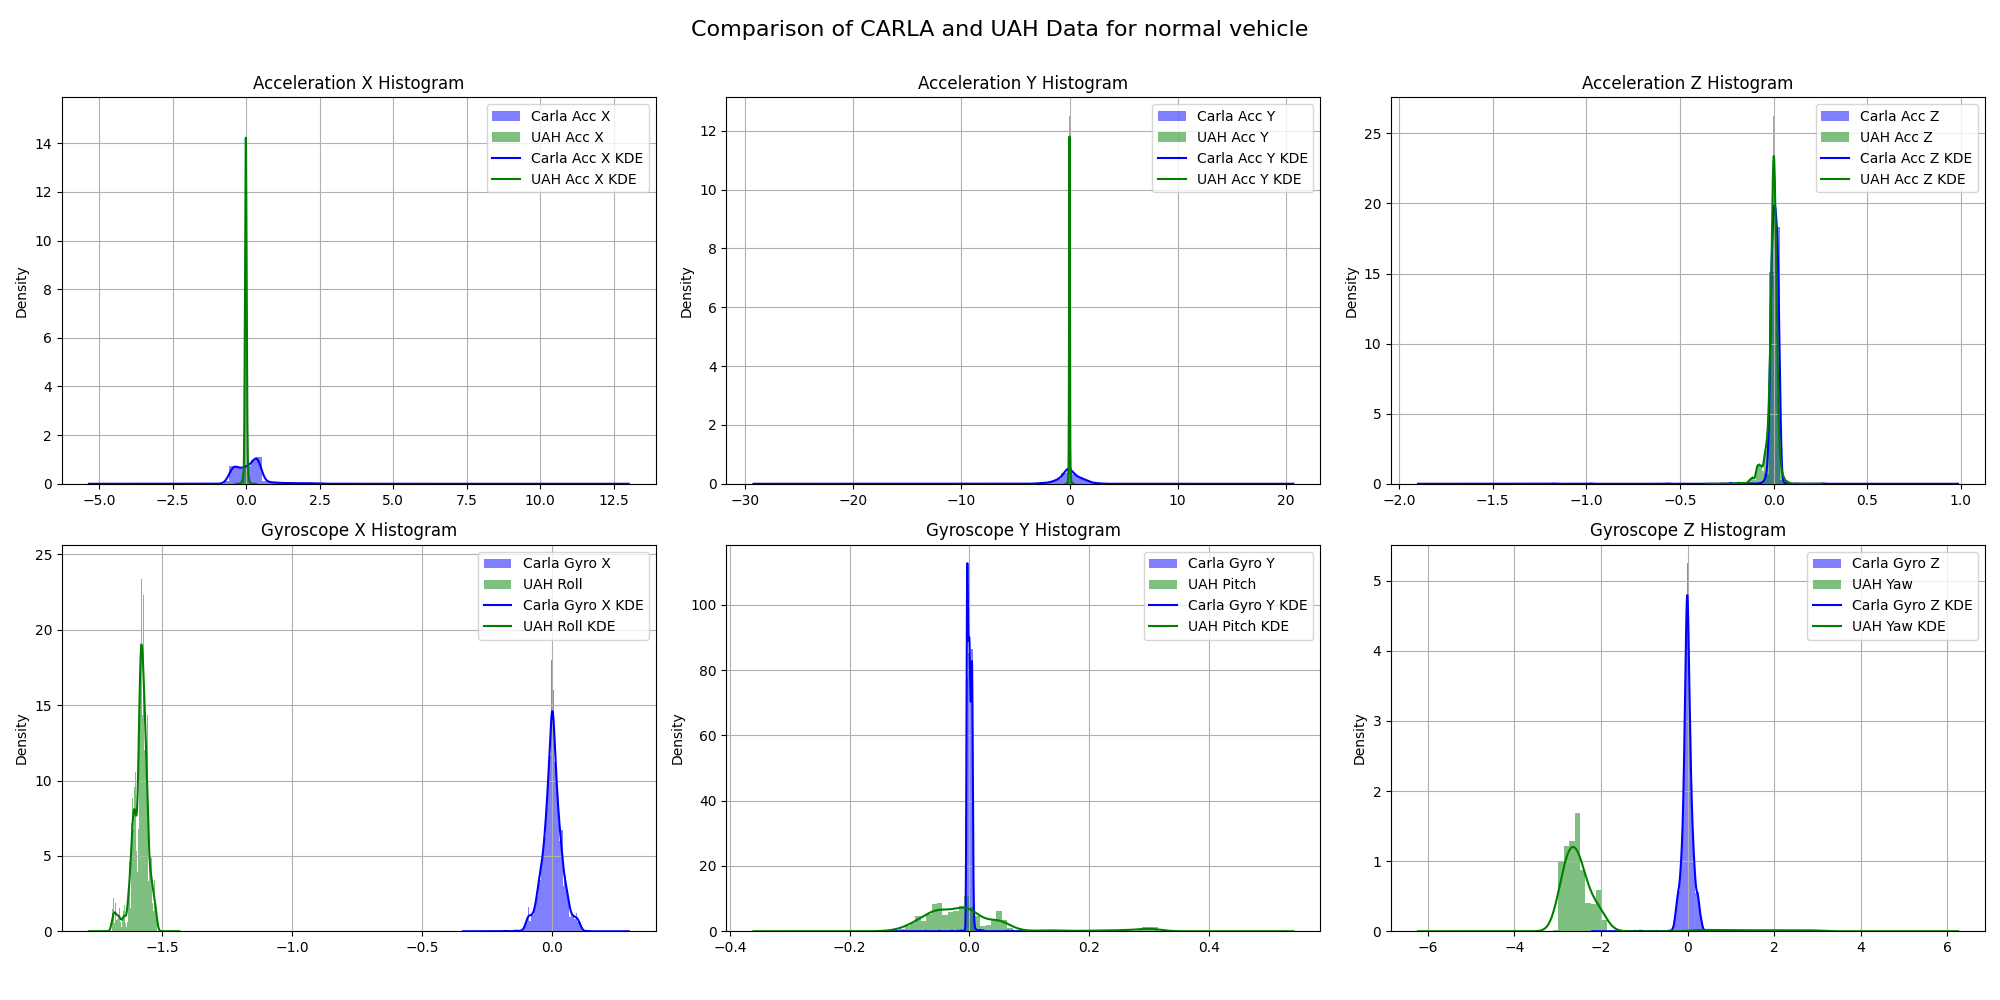 Comparison of CARLA and UAH Data for normal vehicle
Acceleration X Histogram
Density
14
12
10
8
6
4
2
0
−5.0
−2.5
0.0
2.5
5.0
7.5
10.0
12.5
Carla Acc X
UAH Acc X
Carla Acc X KDE
UAH Acc X KDE
Acceleration Y Histogram
Density
12
10
8
6
4
2
0
−30
−20
−10
0
10
20
Carla Acc Y
UAH Acc Y
Carla Acc Y KDE
UAH Acc Y KDE
Acceleration Z Histogram
Density
25
20
15
10
5
0
−2.0
−1.5
−1.0
−0.5
0.0
0.5
1.0
Carla Acc Z
UAH Acc Z
Carla Acc Z KDE
UAH Acc Z KDE
Gyroscope X Histogram
Density
25
20
15
10
5
0
−1.5
−1.0
−0.5
0.0
Carla Gyro X
UAH Roll
Carla Gyro X KDE
UAH Roll KDE
Gyroscope Y Histogram
Density
100
80
60
40
20
0
−0.4
−0.2
0.0
0.2
0.4
Carla Gyro Y
UAH Pitch
Carla Gyro Y KDE
UAH Pitch KDE
Gyroscope Z Histogram
Density
5
4
3
2
1
0
−6
−4
−2
0
2
4
6
Carla Gyro Z
UAH Yaw
Carla Gyro Z KDE
UAH Yaw KDE